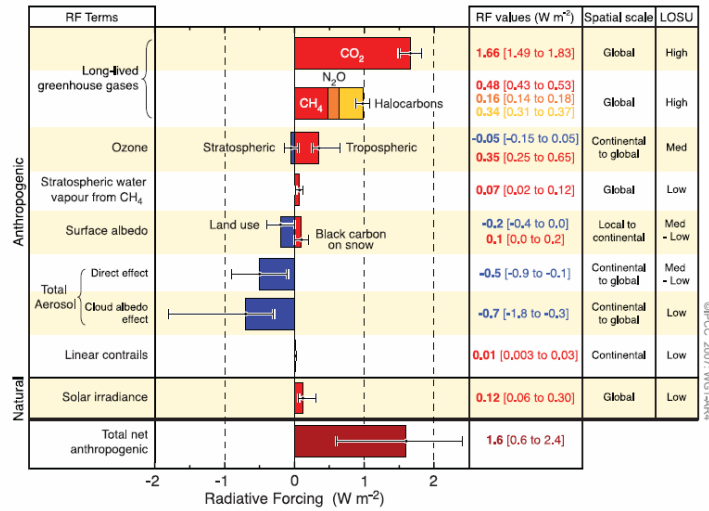 RF Terms
RF values (W m⁻²) Spatial scale LOSU
Anthropogenic
Long-lived
greenhouse gases
CO₂
1.66 [1.49 to 1.83]
Global
High
N₂O
CH₄
Halocarbons
0.48 [0.43 to 0.53]
0.16 [0.14 to 0.18]
0.34 [0.31 to 0.37]
Global
High
Ozone
Stratospheric
Tropospheric
-0.05 [-0.15 to 0.05]
0.35 [0.25 to 0.65]
Continental
to global
Med
Stratospheric water
vapour from CH₄
0.07 [0.02 to 0.12]
Global
Low
Surface albedo
Land use
Black carbon
on snow
-0.2 [-0.4 to 0.0]
0.1 [0.0 to 0.2]
Local to
continental
Med
- Low
Total
Aerosol
Direct effect
-0.5 [-0.9 to -0.1]
Continental
to global
Med
- Low
Cloud albedo
effect
-0.7 [-1.8 to -0.3]
Continental
to global
Low
Linear contrails
0.01 [0.003 to 0.03]
Continental
Low
Natural
Solar irradiance
0.12 [0.06 to 0.30]
Global
Low
Total net
anthropogenic
1.6 [0.6 to 2.4]
-2 -1 0 1 2
Radiative Forcing (W m⁻²)
©IPCC 2007: WG1-AR4